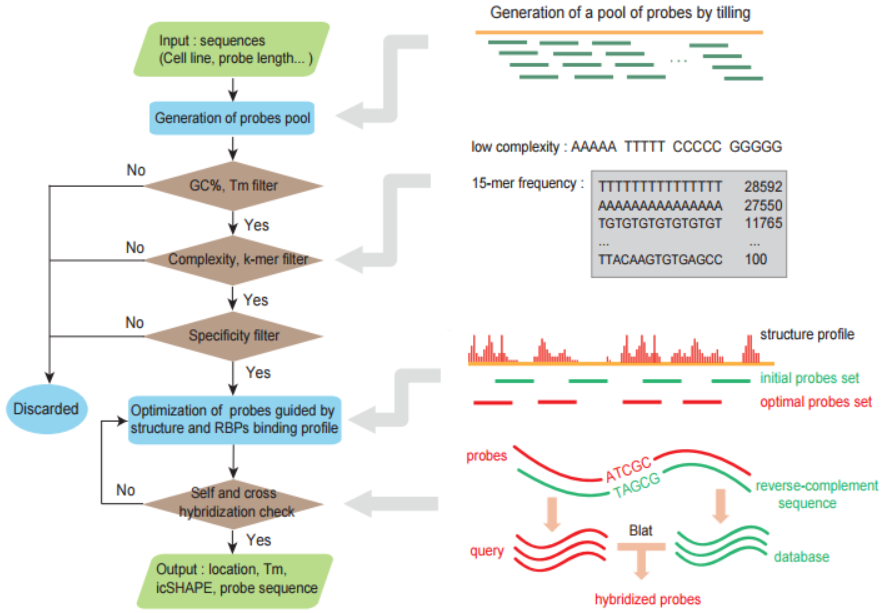 Input : sequences
(Cell line, probe length... )
Generation of probes pool
No
GC%, Tm filter
Yes
No
Complexity, k-mer filter
Yes
No
Specificity filter
Yes
Discarded
Optimization of probes guided by
structure and RBPs binding profile
No
Self and cross
hybridization check
Yes
Output : location, Tm,
icSHAPE, probe sequence
Generation of a pool of probes by tilling
...
low complexity : AAAAA TTTTT CCCCC GGGGG
15-mer frequency :
TTTTTTTTTTTTTTT 28592
AAAAAAAAAAAAAAA 27550
TGTGTGTGTGTGTGT 11765
... ...
TTACAAGTGTGAGCC 100
structure profile
initial probes set
optimal probes set
probes
ATCGC
TAGCG
reverse-complement
sequence
query
Blat
database
hybridized probes